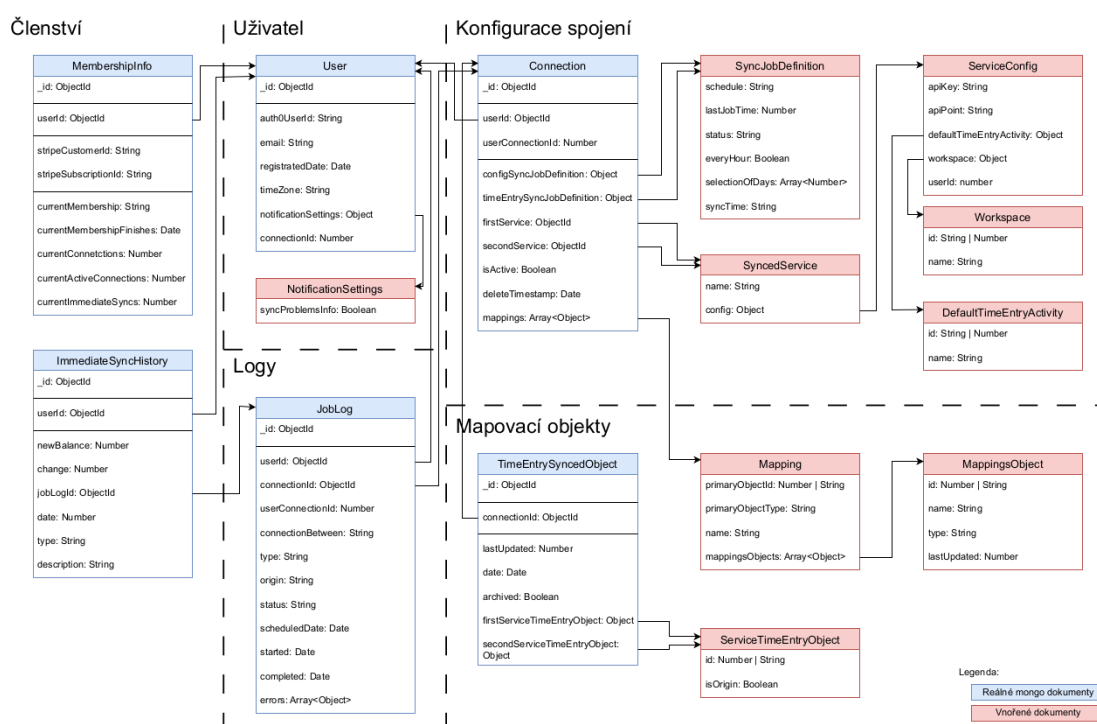 Členství
MembershipInfo
_id: ObjectId
userId: ObjectId
stripeCustomerId: String
stripeSubscriptionId: String
currentMembership: String
currentMembershipFinishes: Date
currentConnetctions: Number
currentActiveConnections: Number
currentImmediateSyncs: Number
ImmediateSyncHistory
_id: ObjectId
userId: ObjectId
newBalance: Number
change: Number
jobLogId: ObjectId
date: Number
type: String
description: String
Uživatel
User
_id: ObjectId
auth0UserId: String
email: String
registratedDate: Date
timeZone: String
notificationSettings: Object
connectionId: Number
NotificationSettings
syncProblemsInfo: Boolean
Logy
JobLog
_id: ObjectId
userId: ObjectId
connectionId: ObjectId
userConnectionId: Number
connectionBetween: String
type: String
origin: String
status: String
scheduledDate: Date
started: Date
completed: Date
errors: Array<Object>
Konfigurace spojení
Connection
_id: ObjectId
userId: ObjectId
userConnectionId: Number
configSyncJobDefinition: Object
timeEntrySyncJobDefinition: Object
firstService: ObjectId
secondService: ObjectId
isActive: Boolean
deleteTimestamp: Date
mappings: Array<Object>
SyncJobDefinition
schedule: String
lastJobTime: Number
status: String
everyHour: Boolean
selectionOfDays: Array<Number>
syncTime: String
SyncedService
name: String
config: Object
ServiceConfig
apiKey: String
apiPoint: String
defaultTimeEntryActivity: Object
workspace: Object
userId: number
Workspace
id: String | Number
name: String
DefaultTimeEntryActivity
id: String | Number
name: String
Mapovací objekty
TimeEntrySyncedObject
_id: ObjectId
connectionId: ObjectId
lastUpdated: Number
date: Date
archived: Boolean
firstServiceTimeEntryObject: Object
secondServiceTimeEntryObject:
Object
Mapping
primaryObjectId: Number | String
primaryObjectType: String
name: String
mappingsObjects: Array<Object>
MappingsObject
id: Number | String
name: String
type: String
lastUpdated: Number
ServiceTimeEntryObject
id: Number | String
isOrigin: Boolean
Legenda:
Reálné mongo dokumenty
Vnořené dokumenty